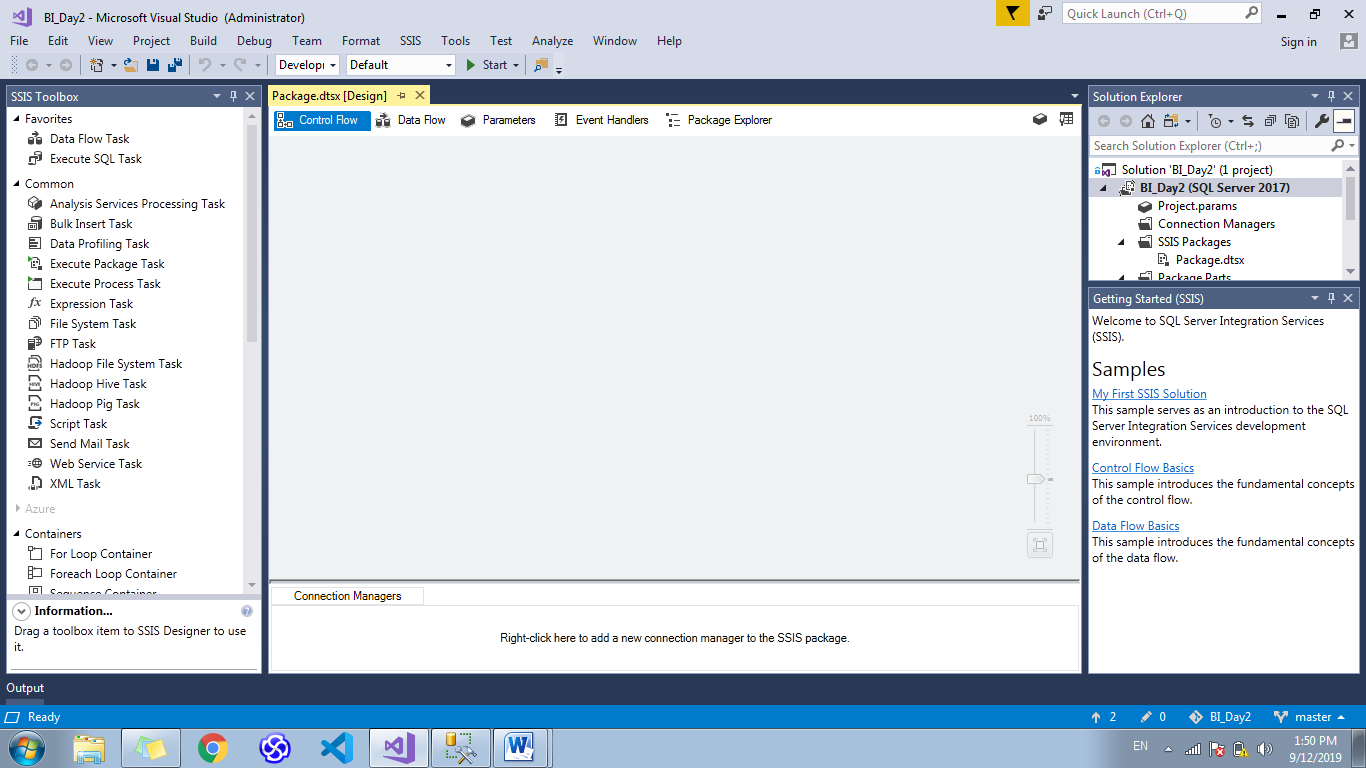 BI_Day2 - Microsoft Visual Studio (Administrator)
Quick Launch (Ctrl+Q)
File Edit View Project Build Debug Team Format SSIS Tools Test Analyze Window Help
Sign in
Default
Start
SSIS Toolbox
Favorites
Data Flow Task
Execute SQL Task
Common
Analysis Services Processing Task
Bulk Insert Task
Data Profiling Task
Execute Package Task
Execute Process Task
Expression Task
File System Task
FTP Task
Hadoop File System Task
Hadoop Hive Task
Hadoop Pig Task
Script Task
Send Mail Task
Web Service Task
XML Task
Azure
Containers
For Loop Container
Foreach Loop Container
Sequence Container
Information...
Drag a toolbox item to SSIS Designer to use
it.
Package.dtsx [Design]
Control Flow Data Flow Parameters Event Handlers Package Explorer
100%
Connection Managers
Right-click here to add a new connection manager to the SSIS package.
Solution Explorer
Search Solution Explorer (Ctrl+;)
Solution 'BI_Day2' (1 project)
BI_Day2 (SQL Server 2017)
Project.params
Connection Managers
SSIS Packages
Package.dtsx
Package Parts
Getting Started (SSIS)
Welcome to SQL Server Integration Services
(SSIS).
Samples
My First SSIS Solution
This sample serves as an introduction to the SQL
Server Integration Services development
environment.
Control Flow Basics
This sample introduces the fundamental concepts
of the control flow.
Data Flow Basics
This sample introduces the fundamental concepts
of the data flow.
Output
Ready
2 0 BI_Day2 master
EN
1:50 PM
9/12/2019